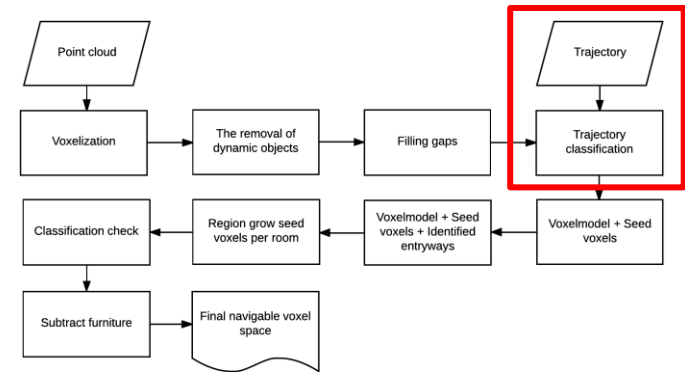 Point cloud
Trajectory
Voxelization
The removal of
dynamic objects
Filling gaps
Trajectory
classification
Voxelmodel + Seed
voxels
Voxelmodel + Seed
voxels + Identified
entryways
Region grow seed
voxels per room
Classification check
Subtract furniture
Final navigable voxel
space